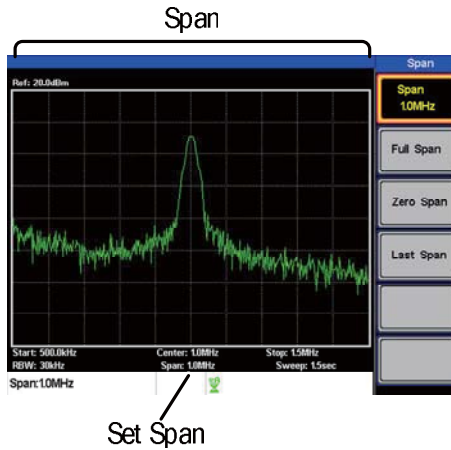 Span
Span
Ref: 20.0dBm
Span
1.0MHz
Full Span
Zero Span
Last Span
Start: 500.0kHz Center: 1.0MHz Stop: 1.5MHz
RBW: 30kHz Span: 1.0MHz Sweep: 1.5sec
Span:1.0MHz
Set Span